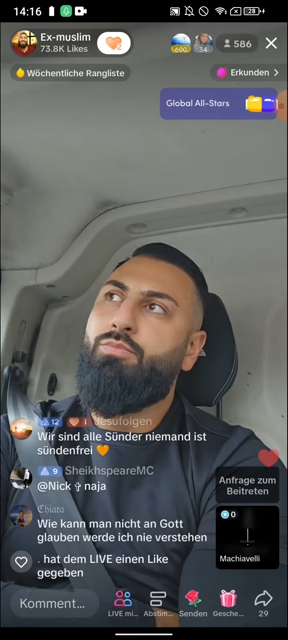 14:16
28
Ex-muslim
73.8K Likes
600
34
586
Wöchentliche Rangliste
Erkunden
Global All-Stars
12
Jesufolgen
Wir sind alle Sünder niemand ist
sündenfrei 🧡
9 SheikhspeareMC
@Nick ✞ naja
Chiara
Wie kann man nicht an Gott
glauben werde ich nie verstehen
. hat dem LIVE einen Like
gegeben
Anfrage zum
Beitreten
0
Machiavelli
Komment...
LIVE mi...
Abstim...
Senden
Gesche...
29